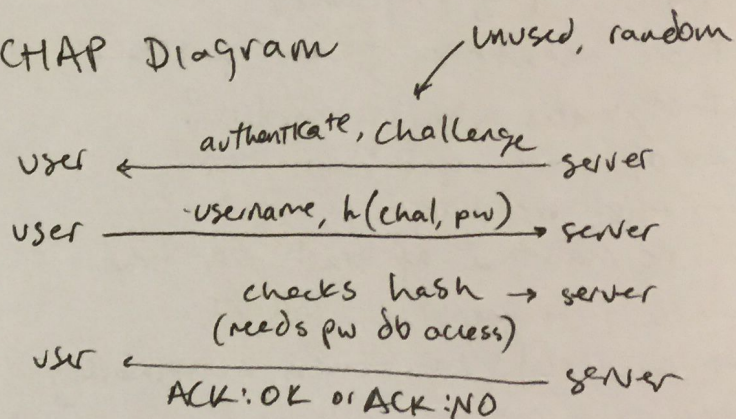 CHAP Diagram
unused, random
authenticate, challenge
user ← server
username, h(chal, pw)
user → server
checks hash → server
(needs pw db access)
user ← server
ACK:OK or ACK:NO